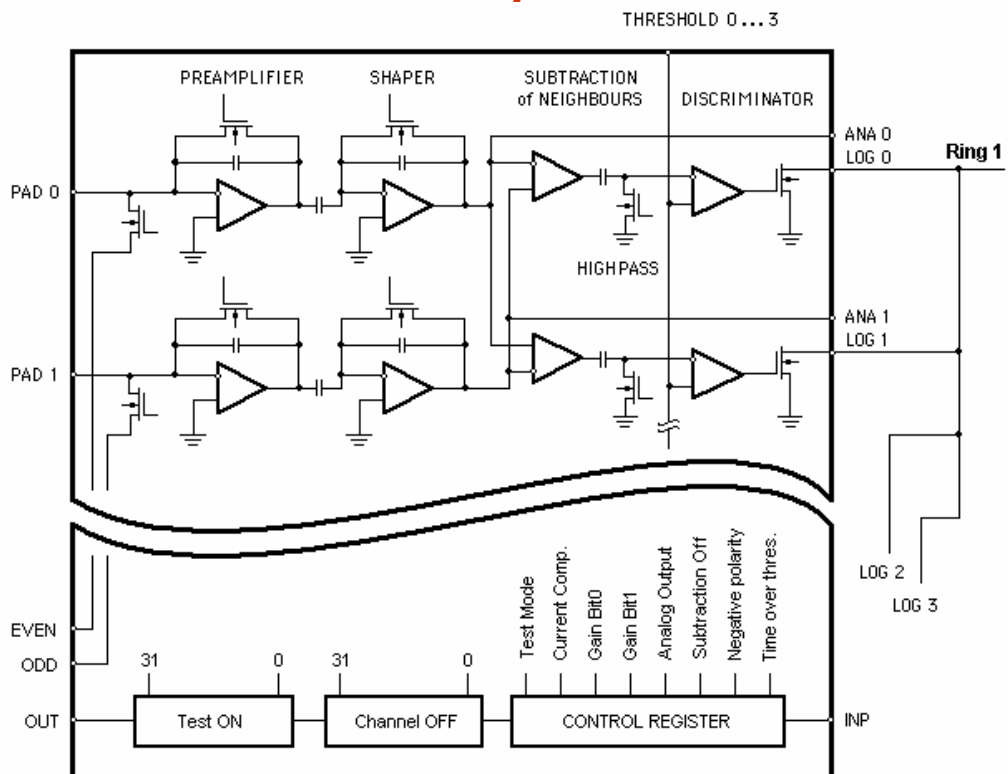 THRESHOLD 0...3
PREAMPLIFIER
SHAPER
SUBTRACTION
of NEIGHBOURS
DISCRIMINATOR
ANA 0
LOG 0
Ring 1
PAD 0
HIGHPASS
ANA 1
LOG 1
PAD 1
LOG 2
LOG 3
Test Mode
Current Comp.
Gain Bit0
Gain Bit1
Analog Output
Subtraction Off
Negative polarity
Time over thres.
EVEN
ODD
31 0 31 0
OUT Test ON Channel OFF CONTROL REGISTER INP